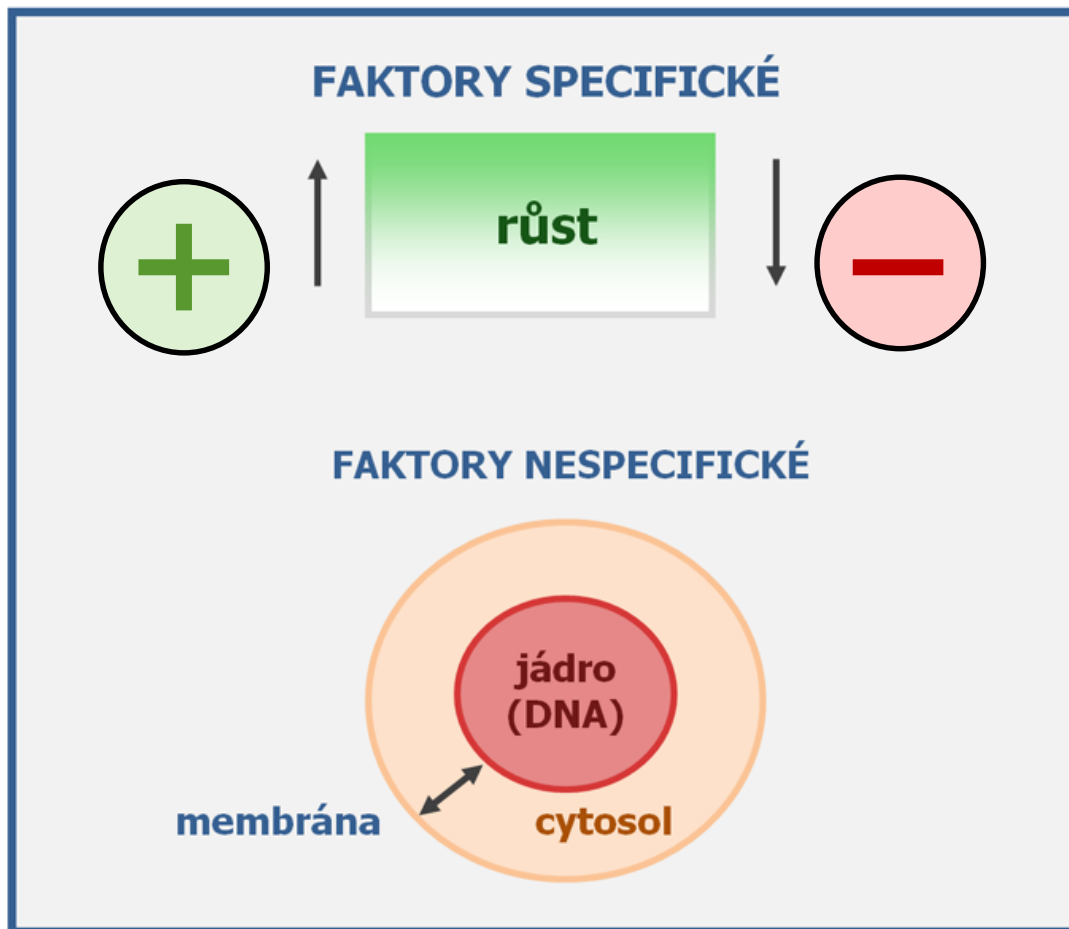 FAKTORY SPECIFICKÉ
růst
FAKTORY NESPECIFICKÉ
jádro
(DNA)
membrána
cytosol